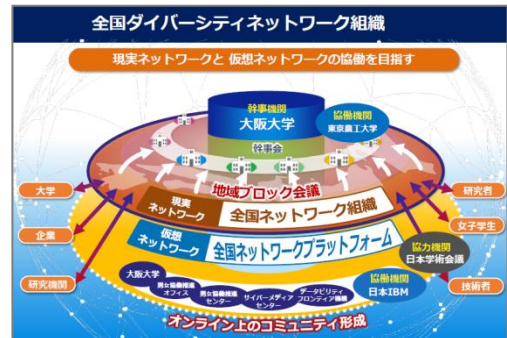 全国ダイバーシティネットワーク組織
現実ネットワークと 仮想ネットワークの協働を目指す
幹事機関
大阪大学
協働機関
東京農工大学
幹事会
地域ブロック会議
大学
企業
研究機関
研究者
女子学生
技術者
現実
ネットワーク
全国ネットワーク組織
仮想
ネットワーク
全国ネットワークプラットフォーム
協力機関
日本学術会議
協働機関
日本IBM
大阪大学
男女協働推進
オフィス
男女協働推進
センター
サイバーメディア
センター
データビリティ
フロンティア機構
オンライン上のコミュニティ形成